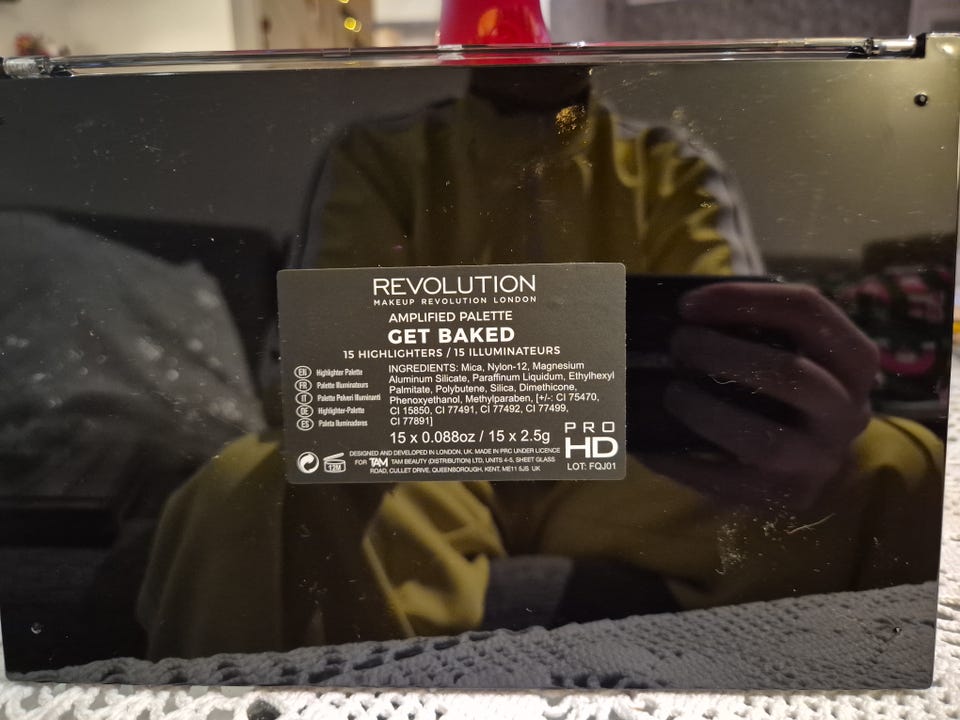 REVOLUTION
MAKEUP REVOLUTION LONDON
AMPLIFIED PALETTE
GET BAKED
15 HIGHLIGHTERS / 15 ILLUMINATEURS
EN Highlighter Palette
FR Palette Illuminateurs
IT Palette Polveri Illuminanti
DE Highlighter-Palette
ES Paleta Iluminadores
INGREDIENTS: Mica, Nylon-12, Magnesium
Aluminum Silicate, Paraffinum Liquidum, Ethylhexyl
Palmitate, Polybutene, Silica, Dimethicone,
Phenoxyethanol, Methylparaben, [+/-: CI 75470,
CI 15850, CI 77491, CI 77492, CI 77499,
CI 77891]
15 x 0.088oz / 15 x 2.5g
PRO
HD
LOT: FQJ01
12M
DESIGNED AND DEVELOPED IN LONDON, UK. MADE IN PRC UNDER LICENCE
FOR TAM TAM BEAUTY (DISTRIBUTION) LTD, UNITS 4-5, SHEET GLASS
ROAD, CULLET DRIVE, QUEENBOROUGH, KENT, ME11 5JS UK